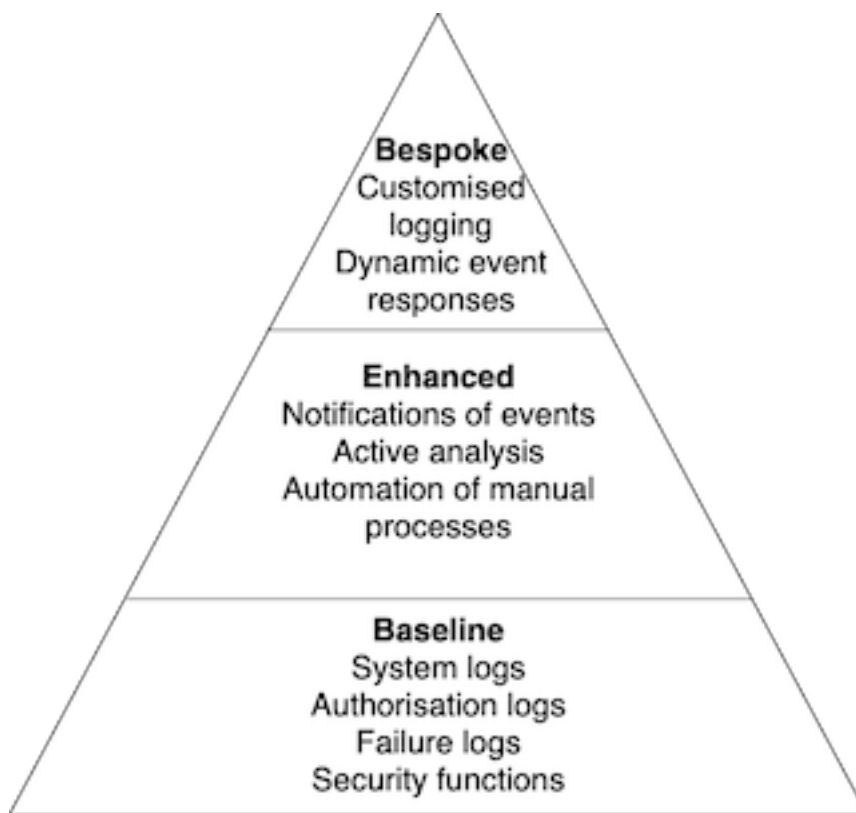 Bespoke
Customised
logging
Dynamic event
responses
Enhanced
Notifications of events
Active analysis
Automation of manual
processes
Baseline
System logs
Authorisation logs
Failure logs
Security functions